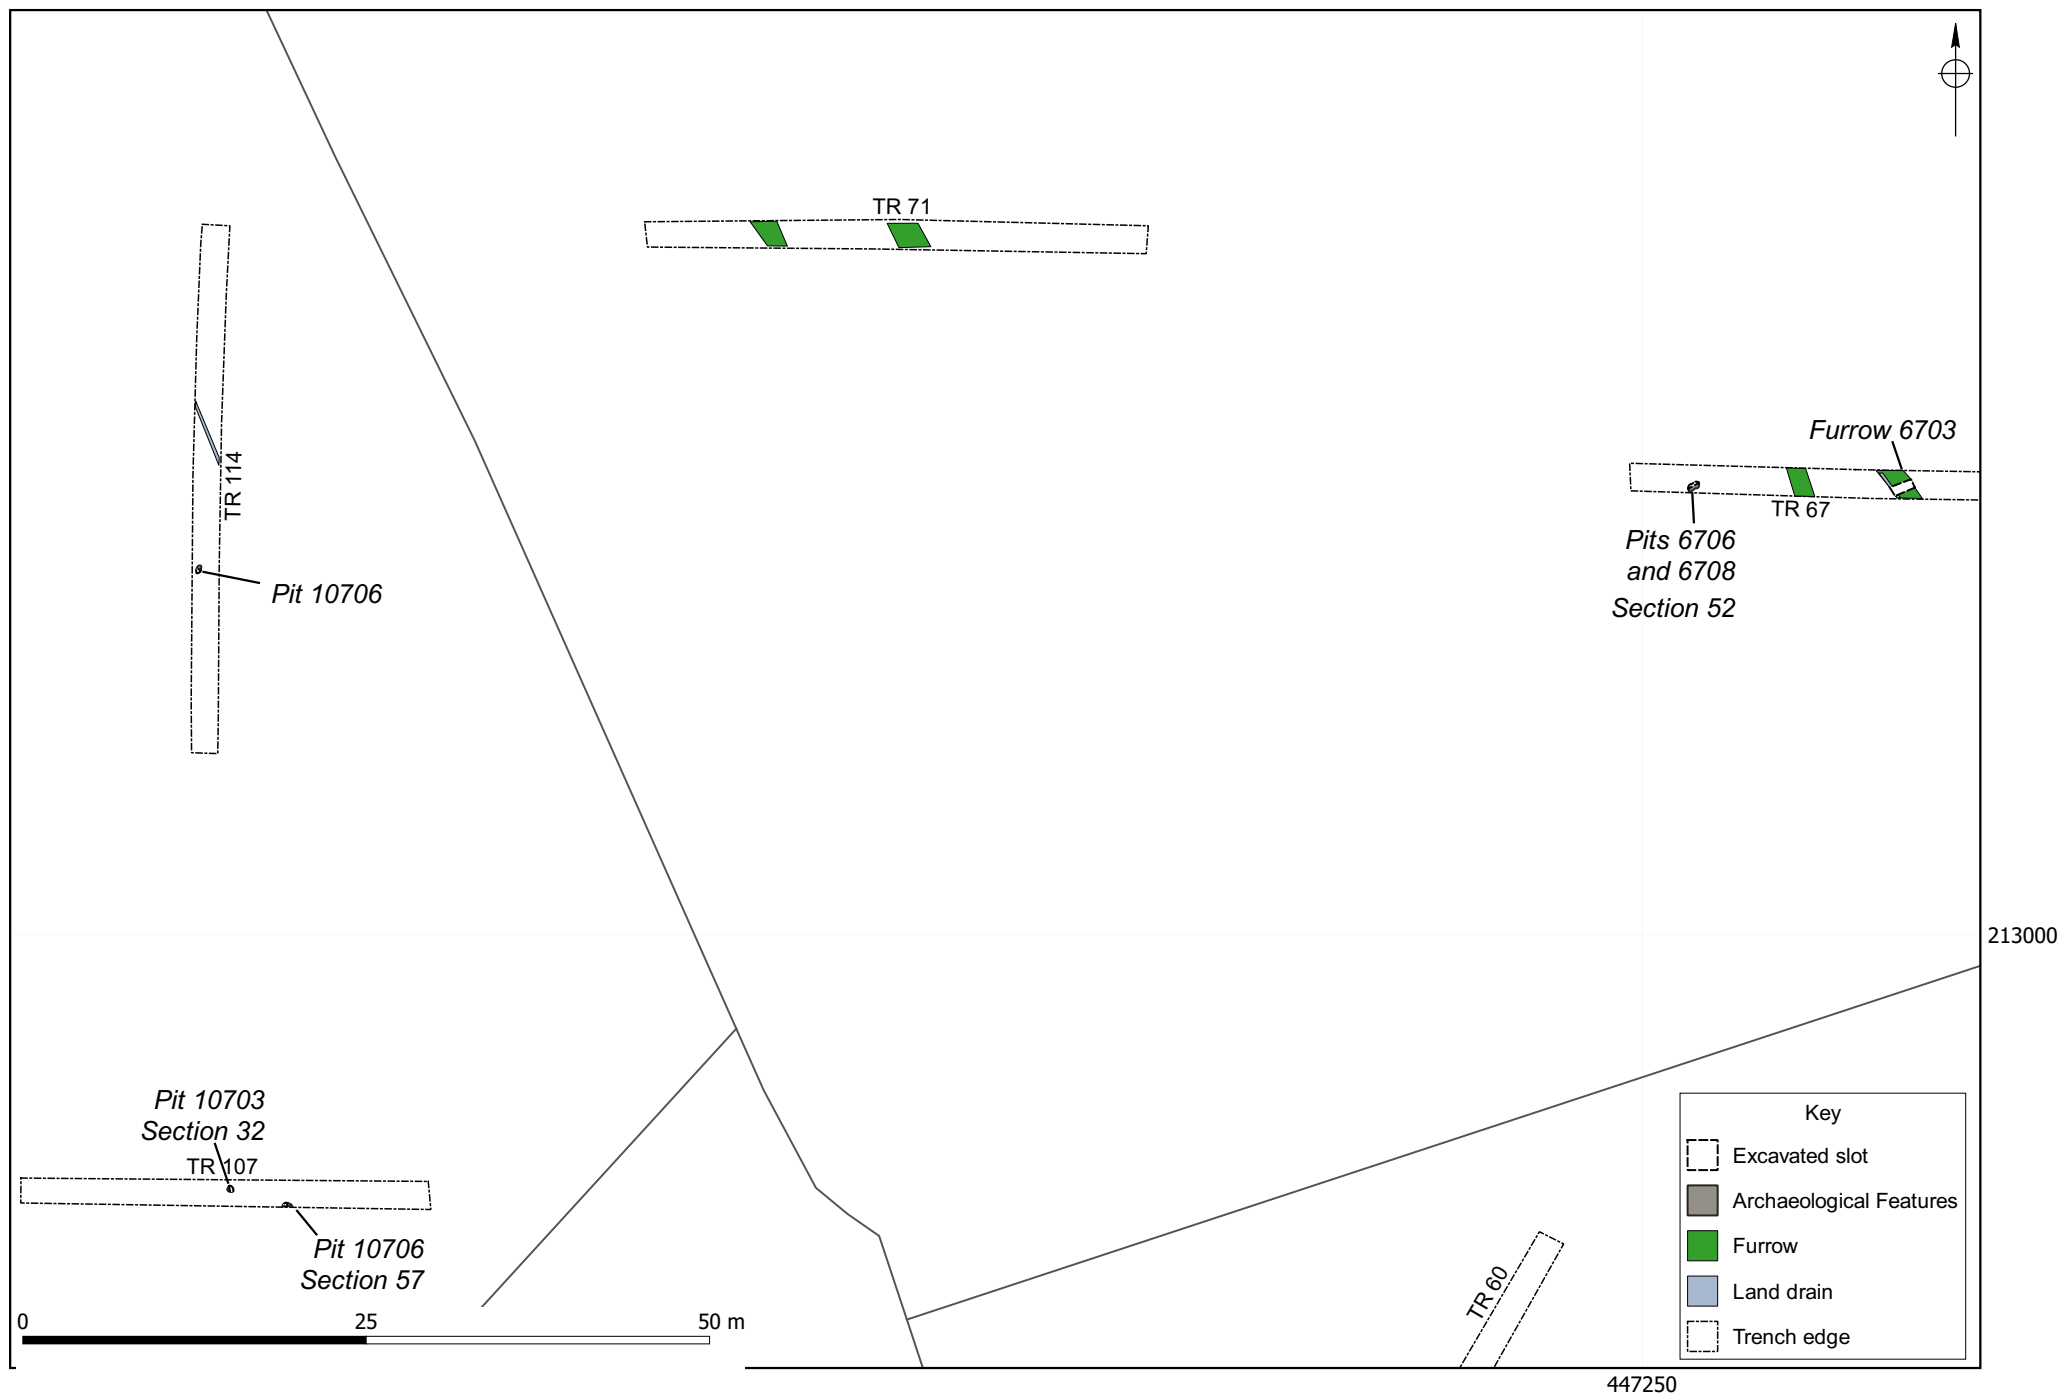 TR 71
Furrow 6703
TR 67
Pits 6706
and 6708
Section 52
TR 114
Pit 10706
213000
Pit 10703
Section 32
TR 107
Pit 10706
Section 57
TR 60
0 25 50 m
Key
Excavated slot
Archaeological Features
Furrow
Land drain
Trench edge
447250